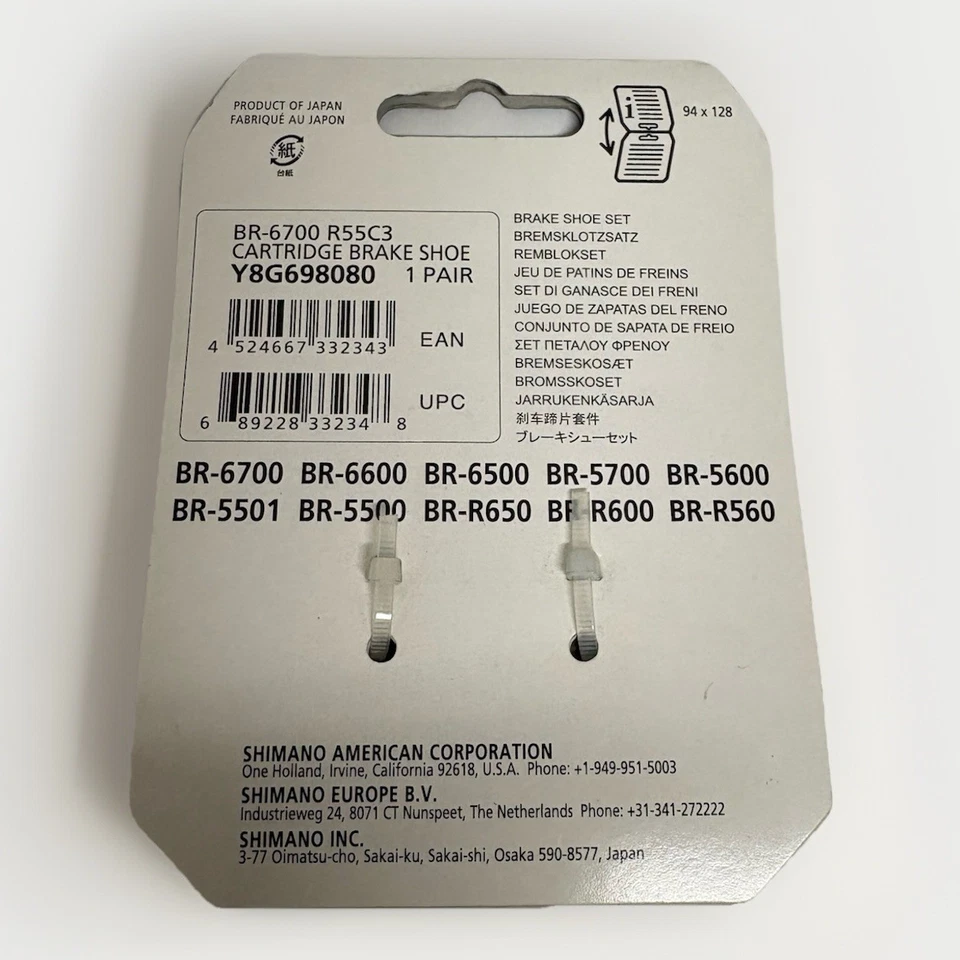 PRODUCT OF JAPAN
FABRIQUÉ AU JAPON
紙
台紙
i
94 x 128
BR-6700 R55C3
CARTRIDGE BRAKE SHOE
Y8G698080 1 PAIR
4 524667 332343 EAN
6 89228 33234 8 UPC
BRAKE SHOE SET
BREMSKLOTZSATZ
REMBLOKSET
JEU DE PATINS DE FREINS
SET DI GANASCE DEI FRENI
JUEGO DE ZAPATAS DEL FRENO
CONJUNTO DE SAPATA DE FREIO
ΣΕΤ ΠΕΤΑΛΟΥ ΦΡΕΝΟΥ
BREMSESKOSÆT
BROMSSKOSET
JARRUKENKÄSARJA
刹车蹄片套件
ブレーキシューセット
BR-6700 BR-6600 BR-6500 BR-5700 BR-5600
BR-5501 BR-5500 BR-R650 BR-R600 BR-R560
SHIMANO AMERICAN CORPORATION
One Holland, Irvine, California 92618, U.S.A. Phone: +1-949-951-5003
SHIMANO EUROPE B.V.
Industrieweg 24, 8071 CT Nunspeet, The Netherlands Phone: +31-341-272222
SHIMANO INC.
3-77 Oimatsu-cho, Sakai-ku, Sakai-shi, Osaka 590-8577, Japan